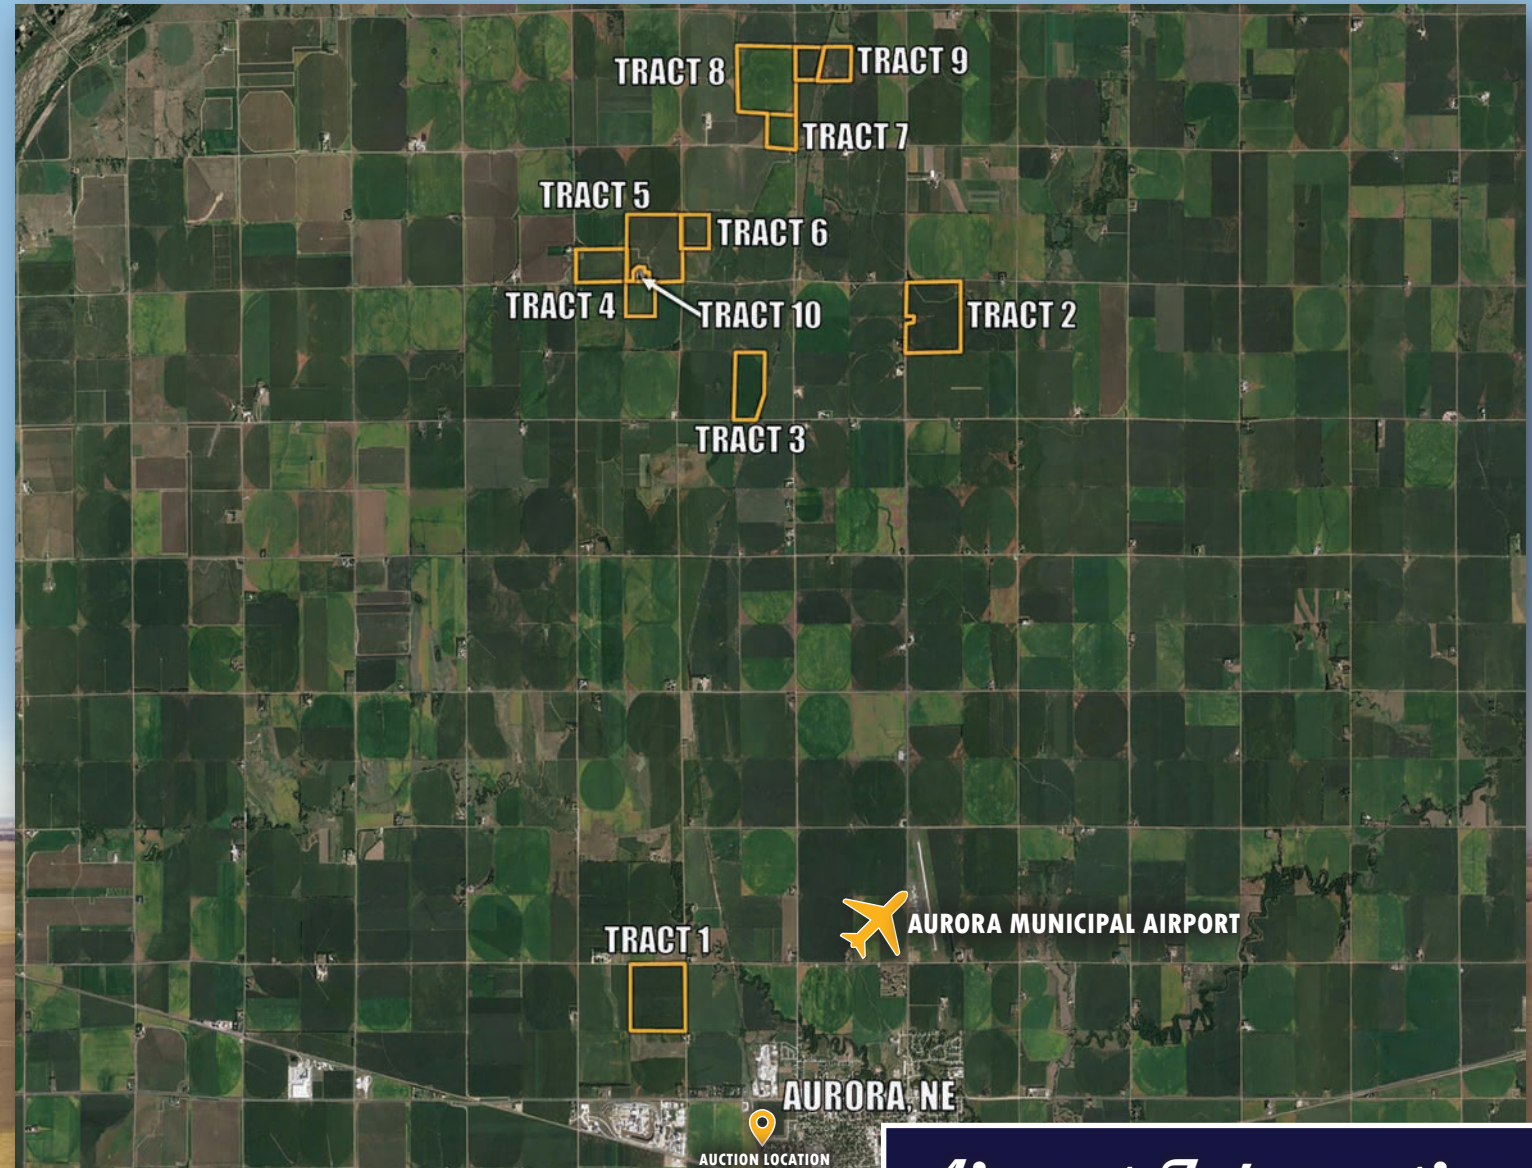 TRACT 8
TRACT 9
TRACT 7
TRACT 5
TRACT 6
TRACT 4
TRACT 10
TRACT 2
TRACT 3
AURORA MUNICIPAL AIRPORT
TRACT 1
AURORA, NE
AUCTION LOCATION